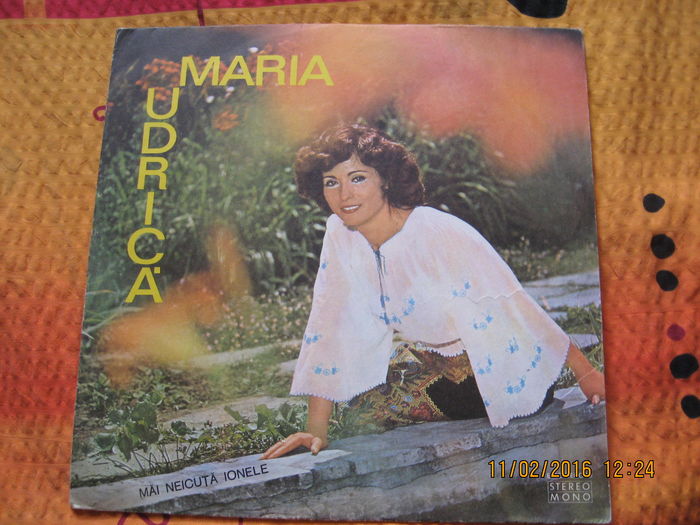 MARIA
UDRICĂ
MĂI NEICUȚĂ IONELE
11/02/2016 12:24
STEREO
MONO